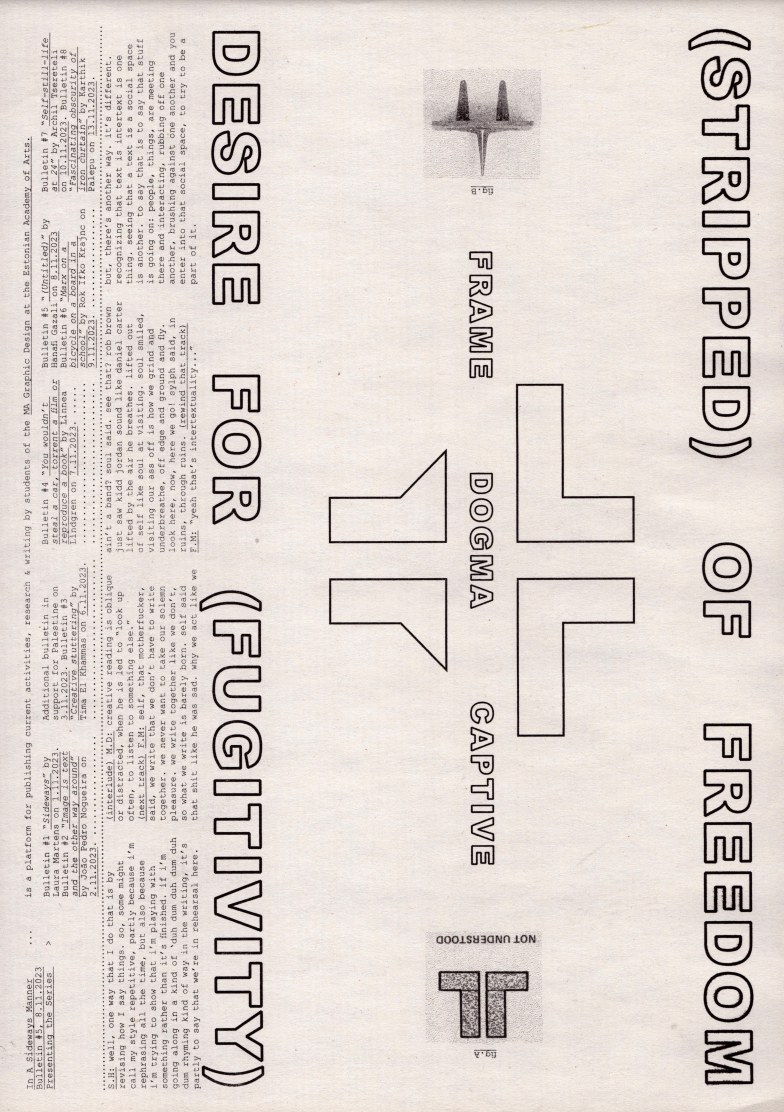 In A Sideways Manner ... is a platform for publishing current activities, research & writing by students of the MA Graphic Design at the Estonian Academy of Arts.
Bulletin #5, 8.11.2023
Presenting the Series >
Bulletin #1 "Sideways" by
Laura Martens on 1.11.2023.
Bulletin #2 "Image is text
and the other way around"
by João Pedro Nogueira on
2.11.2023.
Additional bulletin in
support for Palestine on
3.11.2023. Bulletin #3
"Creative stuttering" by
Tima El Khammas on 6.11.2023.
Bulletin #4 "You wouldn't
steal a car, torrent a film or
reproduce a book" by Linnea
Lindgren on 7.11.2023. .....
Bulletin #5 "(Untitled)" by
Hanafi Gazali on 8.11.2023
Bulletin #6 "Marx on a
bicycle on a board in a
school" by Rok Ifko Krajnc on
9.11.2023.
Bulletin #7 "Self-still-life
at 24" by Archil Tsereteli
on 10.11.2023. Bulletin #8
"Fascinating obscurity of
Iron curtain" by Karthik
Palepu on 13.11.2023.
S.H: well, one way that I do that is by
revising how I say things. so, some might
call my style repetitive, partly because i'm
rephrasing all the time, but also because
i'm trying to show that i'm playing with
something rather than it's finished. if i'm
going along in a kind of 'duh dum duh dum duh
dum rhyming kind of way in the writing, it's
partly to say that we're in rehearsal here.
(interlude) M.D: creative reading is oblique
or distracted, when he is led to "look up
often, to listen to something else."
(next track) F.M: self, that motherfucker,
said, we write that we don't have to write
together. we never want to take our solemn
pleasure. we write together like we don't,
so what we write is barely born. self said
that shit like he was sad. why we act like we
ain't a band? soul said. see that? rob brown
just saw kidd jordan sound like daniel carter
lifted by the air he breathes. lifted out
of self like soul at visiting. soul smiled,
visiting our ass off is how we grind and
underbreathe, off edge and ground and fly.
look here, now, here we go! sylph said, in
ruins, through ruins. (rewind that track)
F.M: "yeah that's intertextuality..."
but, there's another way. it's different.
recognizing that text is intertext is one
thing. seeing that a text is a social space
is another. to say that is to say that stuff
is going on: people, things, are meeting
there and interacting, rubbing off one
another, brushing against one another and you
enter into that social space, to try to be a
part of it.
(STRIPPED) OF FREEDOM
fig.B
FRAME DOGMA CAPTIVE
NOT UNDERSTOOD
fig.A
DESIRE FOR (FUGITIVITY)